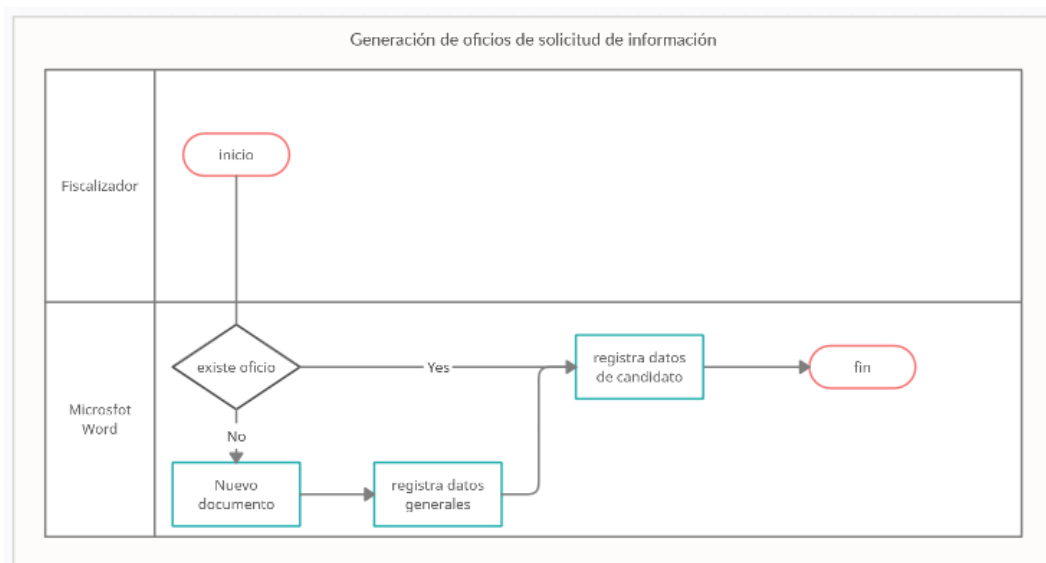 Generación de oficios de solicitud de información
Fiscalizador
inicio
Microsfot
Word
existe oficio
Yes
registra datos
de candidato
fin
No
Nuevo
documento
registra datos
generales